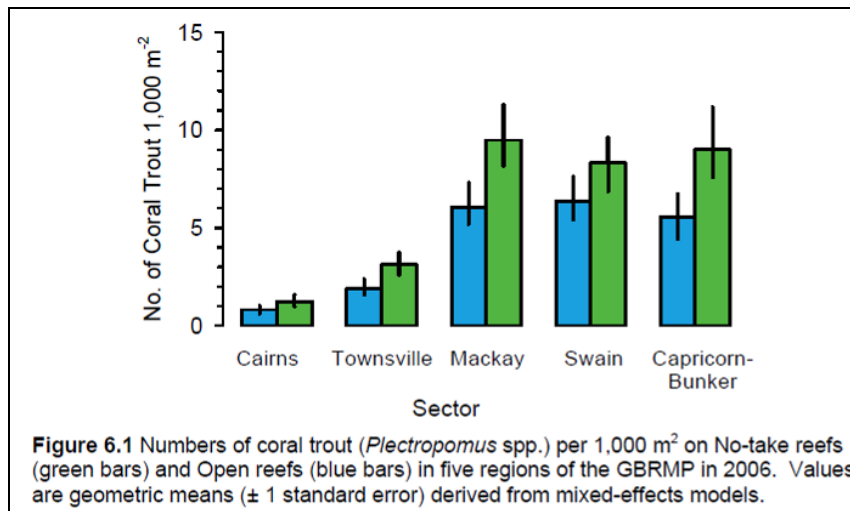 15
10
5
0
No. of Coral Trout 1,000 m⁻²
Cairns Townsville Mackay Swain Capricorn-
Bunker
Sector
Figure 6.1 Numbers of coral trout (Plectropomus spp.) per 1,000 m² on No-take reefs
(green bars) and Open reefs (blue bars) in five regions of the GBRMP in 2006. Values
are geometric means (± 1 standard error) derived from mixed-effects models.